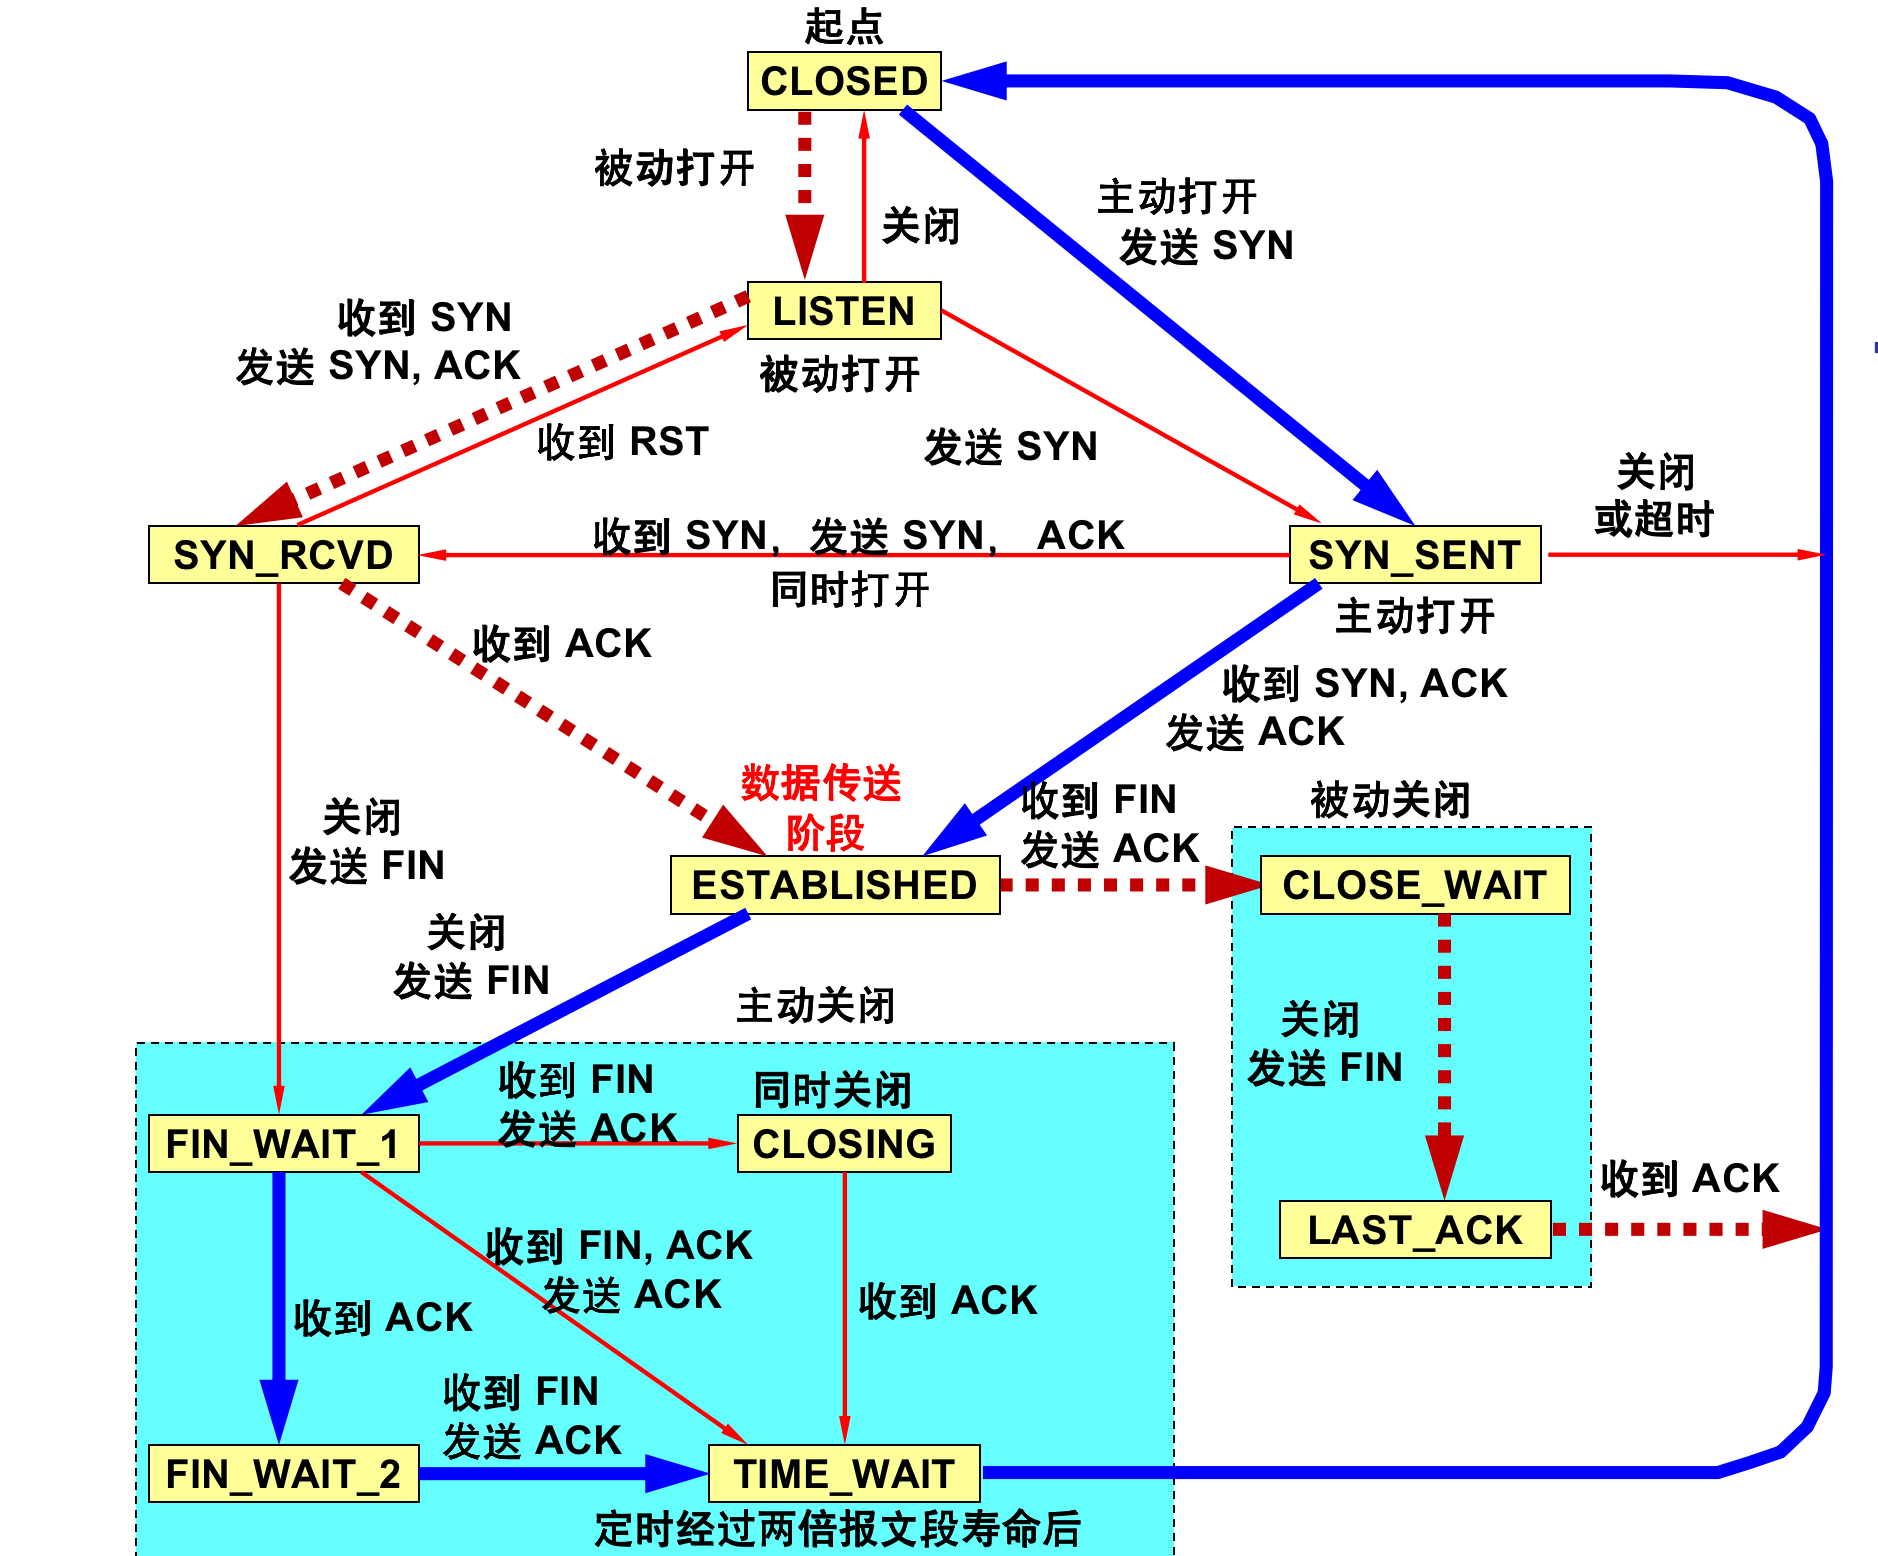 起点
CLOSED
被动打开
关闭
主动打开
发送 SYN
LISTEN
被动打开
收到 SYN
发送 SYN, ACK
收到 RST
发送 SYN
关闭
或超时
SYN_RCVD
收到 SYN，发送 SYN， ACK
同时打开
SYN_SENT
主动打开
收到 ACK
收到 SYN, ACK
发送 ACK
数据传送
阶段
收到 FIN
发送 ACK
被动关闭
关闭
发送 FIN
ESTABLISHED
CLOSE_WAIT
关闭
发送 FIN
主动关闭
关闭
发送 FIN
收到 FIN
发送 ACK
同时关闭
FIN_WAIT_1
CLOSING
收到 ACK
LAST_ACK
收到 FIN, ACK
发送 ACK
收到 ACK
收到 ACK
收到 FIN
发送 ACK
FIN_WAIT_2
TIME_WAIT
定时经过两倍报文段寿命后